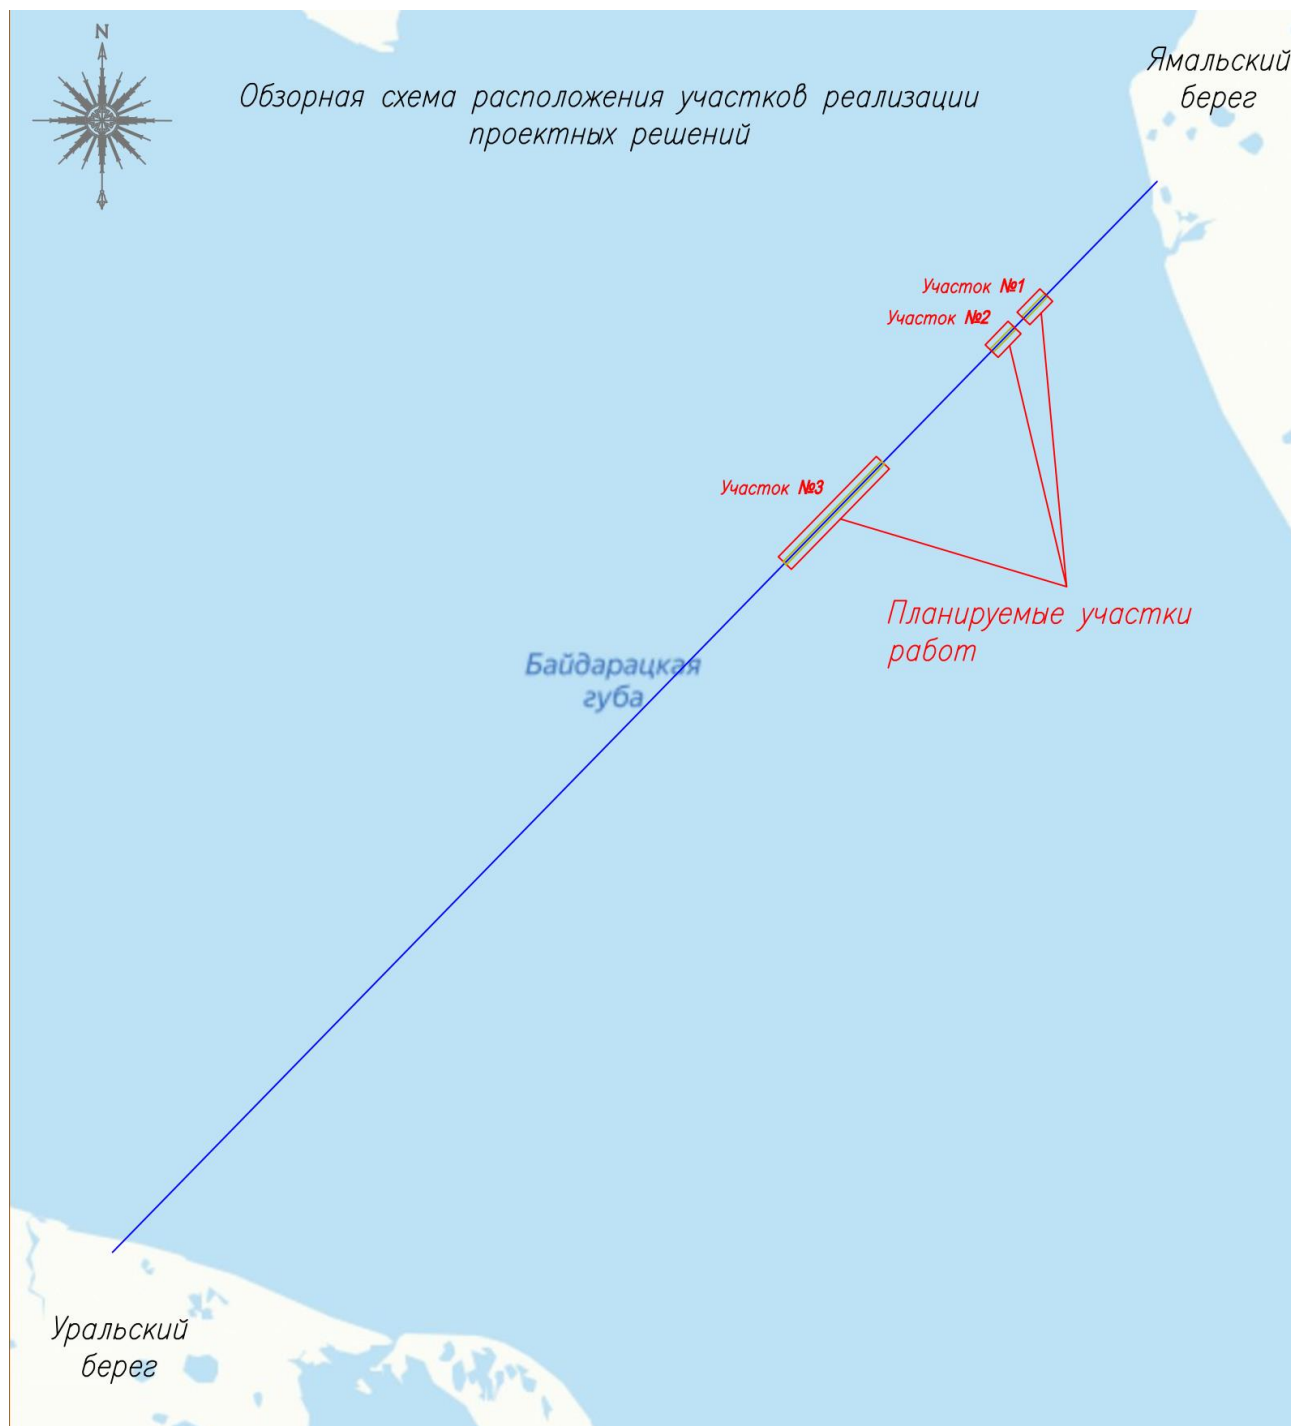 N
Обзорная схема расположения участков реализации
проектных решений
Ямальский
берег
Участок №1
Участок №2
Участок №3
Планируемые участки
работ
Байдарацкая
губа
Уральский
берег